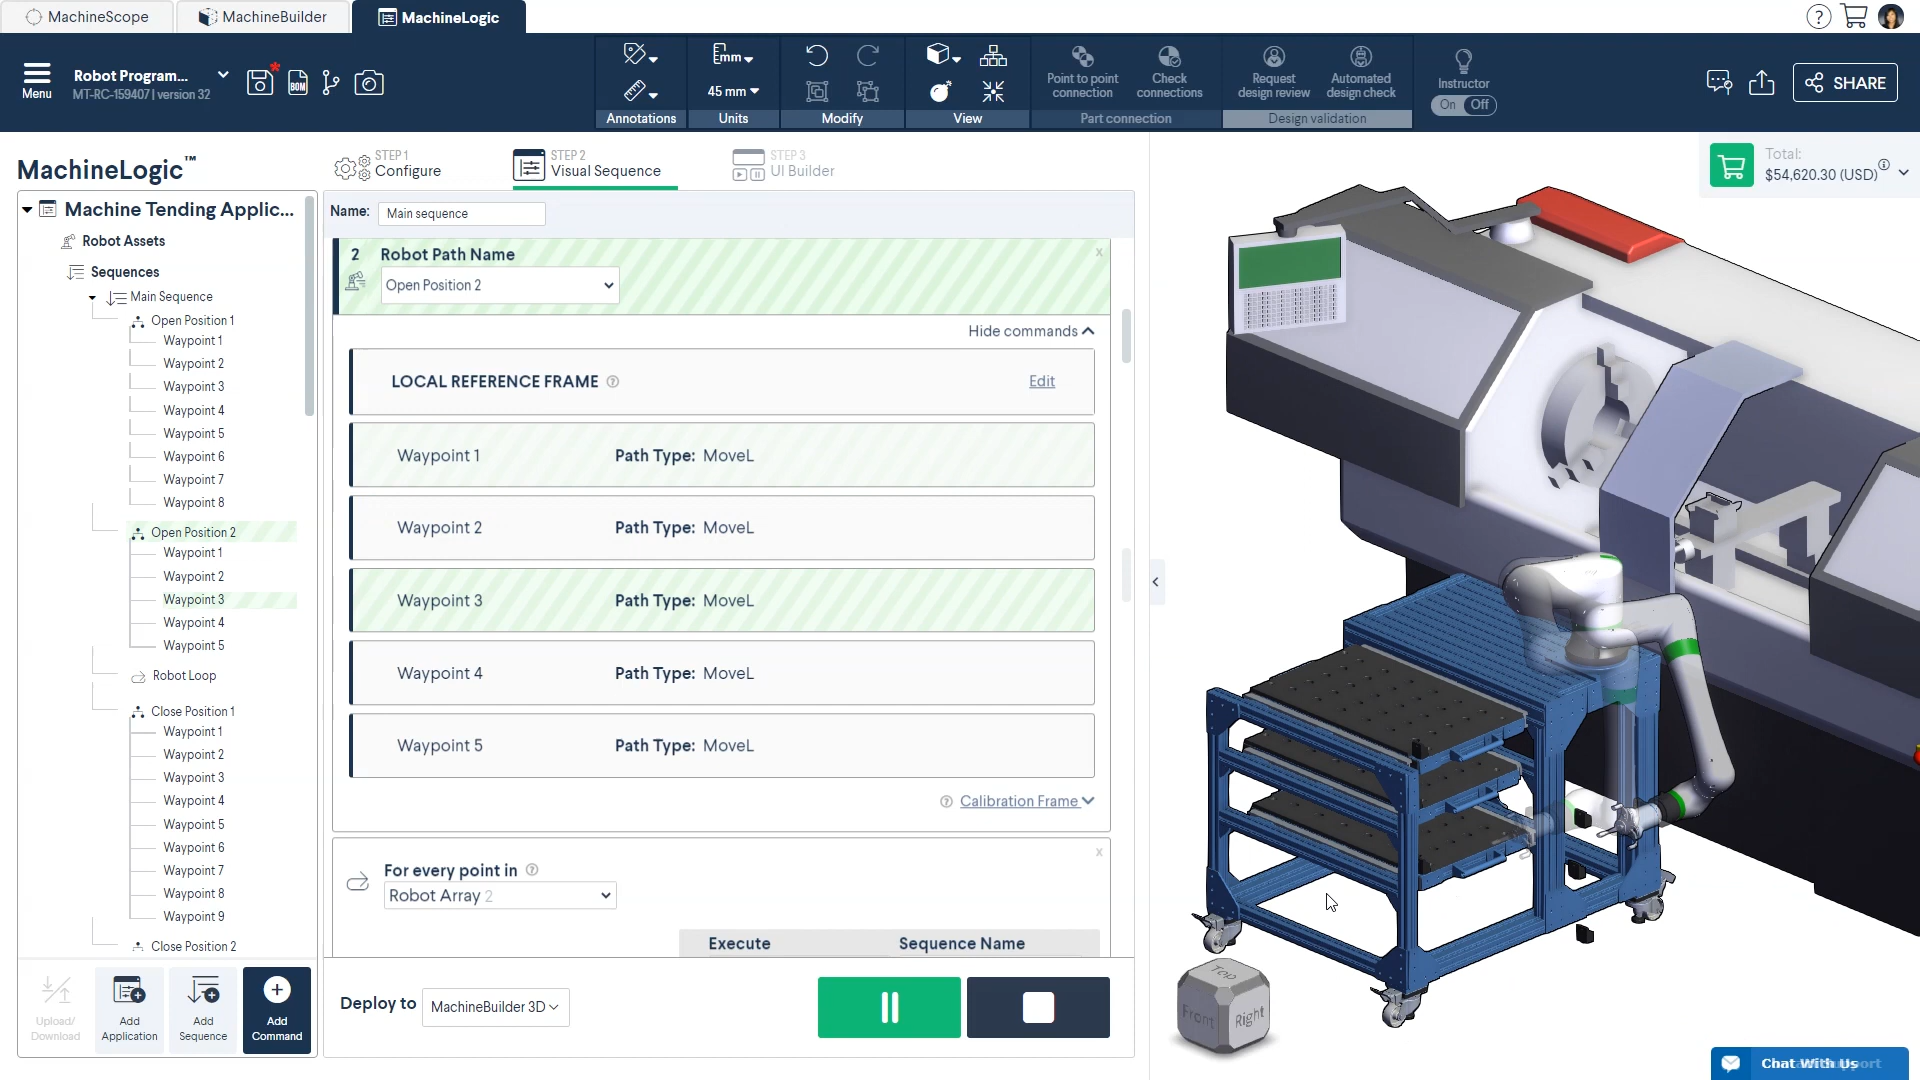 MachineScope
MachineBuilder
MachineLogic
Menu
Robot Program...
MT-RC-159407 | version 32
BOM
mm
45 mm
Annotations
Units
Modify
View
Point to point
connection
Check
connections
Part connection
Request
design review
Automated
design check
Design validation
Instructor
On Off
SHARE
Total:
$54,620.30 (USD)
MachineLogic™
STEP 1
Configure
STEP 2
Visual Sequence
STEP 3
UI Builder
Machine Tending Applic...
Robot Assets
Sequences
Main Sequence
Open Position 1
Waypoint 1
Waypoint 2
Waypoint 3
Waypoint 4
Waypoint 5
Waypoint 6
Waypoint 7
Waypoint 8
Open Position 2
Waypoint 1
Waypoint 2
Waypoint 3
Waypoint 4
Waypoint 5
Robot Loop
Close Position 1
Waypoint 1
Waypoint 2
Waypoint 3
Waypoint 4
Waypoint 5
Waypoint 6
Waypoint 7
Waypoint 8
Waypoint 9
Close Position 2
Upload/
Download
Add
Application
Add
Sequence
Add
Command
Name: Main sequence
2 Robot Path Name
x
Open Position 2
Hide commands
LOCAL REFERENCE FRAME ? Edit
Waypoint 1 Path Type: MoveL
Waypoint 2 Path Type: MoveL
Waypoint 3 Path Type: MoveL
Waypoint 4 Path Type: MoveL
Waypoint 5 Path Type: MoveL
? Calibration Frame
x
For every point in ?
Robot Array 2
Execute Sequence Name
Deploy to MachineBuilder 3D
Top
Front Right
Chat With Us